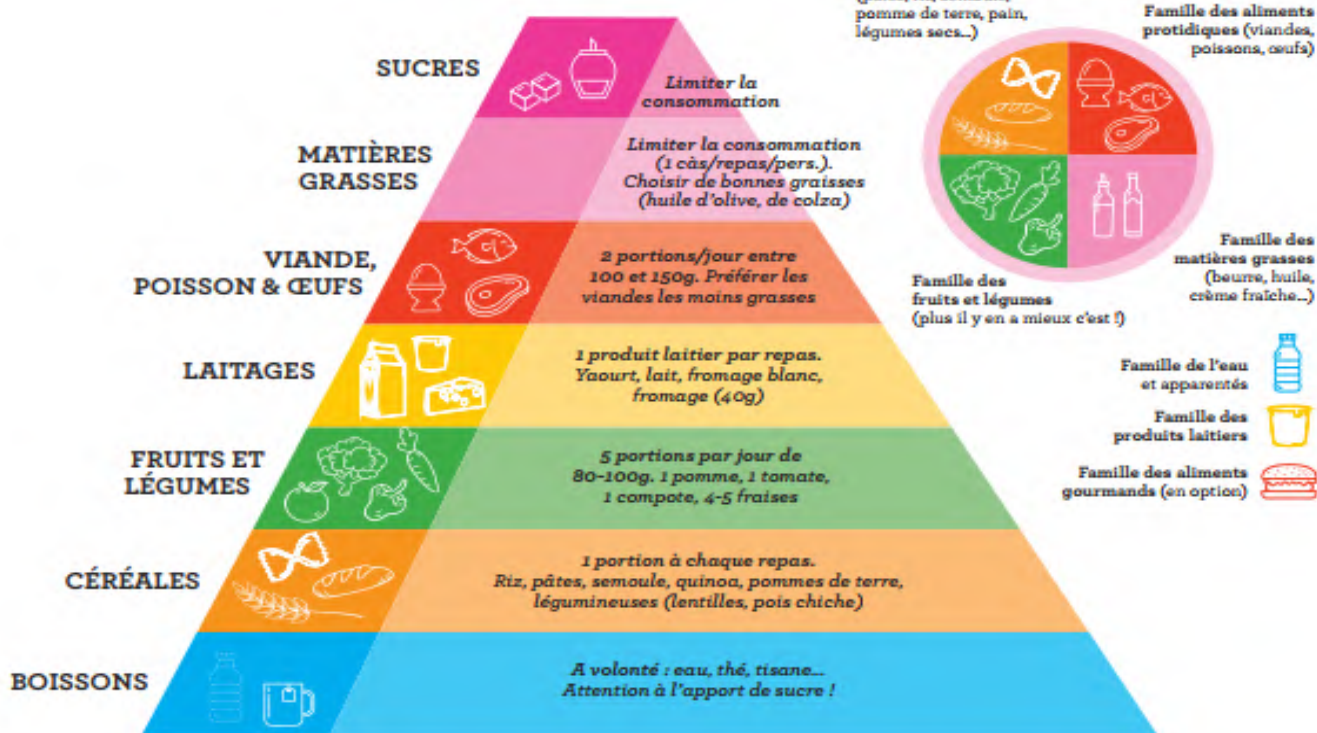 SUCRES
Limiter la
consommation
MATIÈRES
GRASSES
Limiter la consommation
(1 càs/repas/pers.).
Choisir de bonnes graisses
(huile d'olive, de colza)
VIANDE,
POISSON & ŒUFS
2 portions/jour entre
100 et 150g. Préférer les
viandes les moins grasses
LAITAGES
1 produit laitier par repas.
Yaourt, lait, fromage blanc,
fromage (40g)
FRUITS ET
LÉGUMES
5 portions par jour de
80-100g. 1 pomme, 1 tomate,
1 compote, 4-5 fraises
CÉRÉALES
1 portion à chaque repas.
Riz, pâtes, semoule, quinoa, pommes de terre,
légumineuses (lentilles, pois chiche)
BOISSONS
A volonté : eau, thé, tisane...
Attention à l'apport de sucre !
pomme de terre, pain,
légumes secs...)
Famille des aliments
protidiques (viandes,
poissons, œufs)
Famille des
fruits et légumes
(plus il y en a mieux c'est !)
Famille des
matières grasses
(beurre, huile,
crème fraîche...)
Famille de l'eau
et apparentés
Famille des
produits laitiers
Famille des aliments
gourmands (en option)